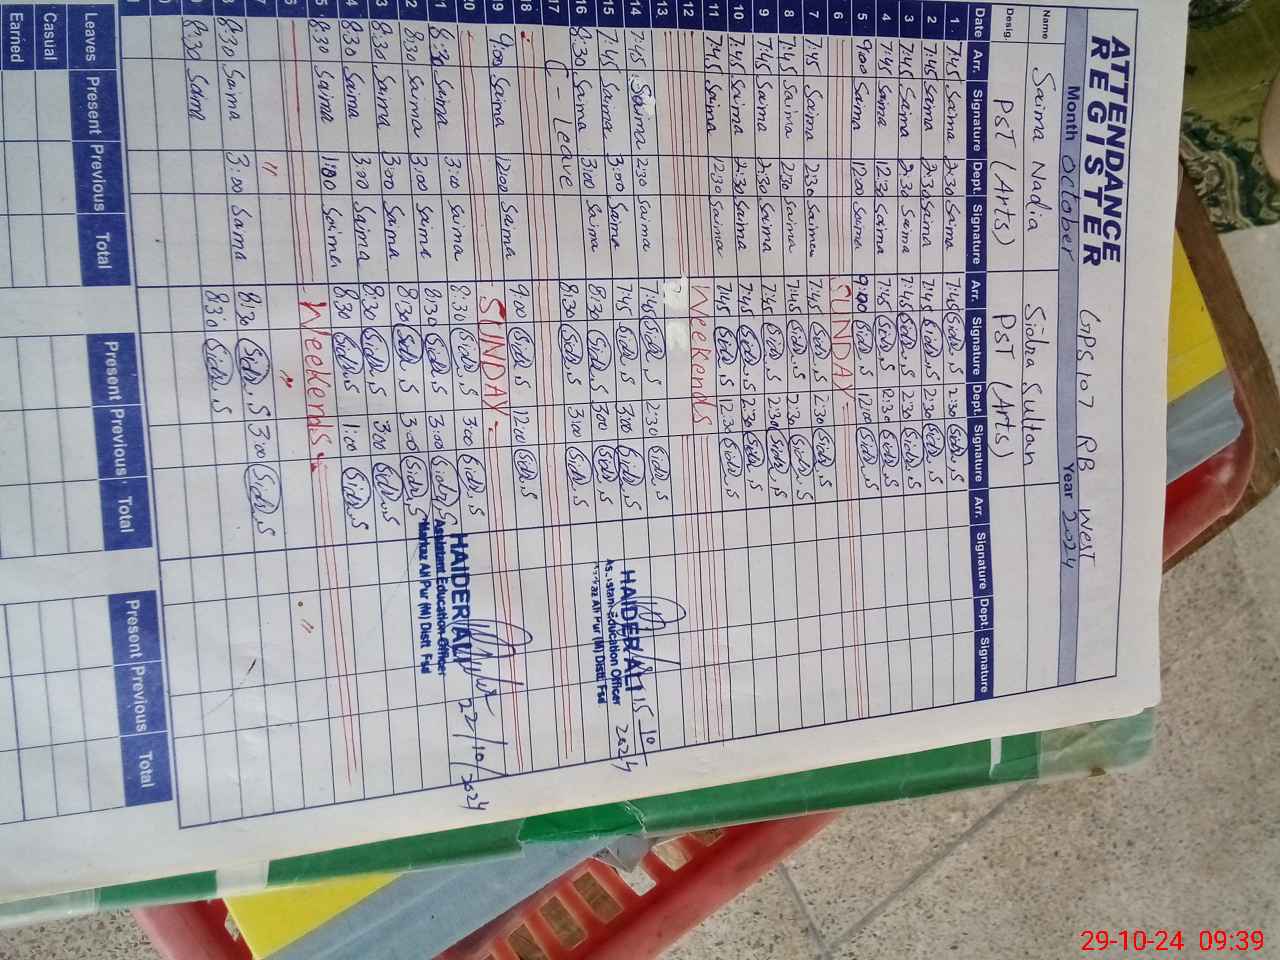 ATTENDANCE REGISTER
GPS 107 RB West
Month October Year 2024
Name Saima Nadia Sidra Sultan
Desig. PST (Arts) PST (Arts)
Date Arr. Signature Dept. Signature Arr. Signature Dept. Signature Arr. Signature Dept. Signature
1 7:45 Saima 2:30 Saima 7:45 Sidra.S 2:30 Sidra.S
2 7:45 Saima 2:30 Saima 7:45 Sidra.S 2:30 Sidra.S
3 7:45 Saima 2:30 Saima 7:45 Sidra.S 2:30 Sidra.S
4 7:45 Saima 12:30 Saima 7:45 Sidra.S 12:30 Sidra.S
5 9:00 Saima 12:00 Saima 9:00 Sidra.S 12:00 Sidra.S
6 SUNDAY
7 7:45 Saima 2:30 Saima 7:45 Sidra.S 2:30 Sidra.S
8 7:45 Saima 2:30 Saima 7:45 Sidra.S 2:30 Sidra.S
9 7:45 Saima 2:30 Saima 7:45 Sidra.S 2:30 Sidra.S
10 7:45 Saima 2:30 Saima 7:45 Sidra.S 2:30 Sidra.S
11 7:45 Saima 12:30 Saima 7:45 Sidra.S 12:30 Sidra.S
12 Weekends
13
14 7:45 Saima 2:30 Saima 7:45 Sidra.S 2:30 Sidra.S
15 7:45 Saima 3:00 Saima 7:45 Sidra.S 3:00 Sidra.S
HAIDER ALI 15/10/2024
Assistant Education Officer
Markaz Ali Pur (M) Distt Fsd
16 8:30 Saima 3:00 Saima 8:30 Sidra.S 3:00 Sidra.S
17 C - Leave 8:30 Sidra.S 3:00 Sidra.S
18
19 9:00 Saima 12:00 Saima 9:00 Sidra.S 12:00 Sidra.S
20 SUNDAY
21 8:30 Saima 3:00 Saima 8:30 Sidra.S 3:00 Sidra.S
22 8:30 Saima 3:00 Saima 8:30 Sidra.S 3:00 Sidra.S
HAIDER ALI 22/10/2024
Assistant Education Officer
Markaz Ali Pur (M) Distt Fsd
8:30 Saima 3:00 Saima 8:30 Sidra.S 3:00 Sidra.S
8:30 Saima 3:00 Saima 8:30 Sidra.S 3:00 Sidra.S
8:30 Saima 1:00 Saima 8:30 Sidra.S 1:00 Sidra.S
Weekends
" " "
8:30 Saima 3:00 Saima 8:30 Sidra.S 3:00 Sidra.S
8:30 Saima 8:30 Sidra.S
Leaves Present Previous Total Present Previous Total Present Previous Total
Casual
Earned
29-10-24 09:39